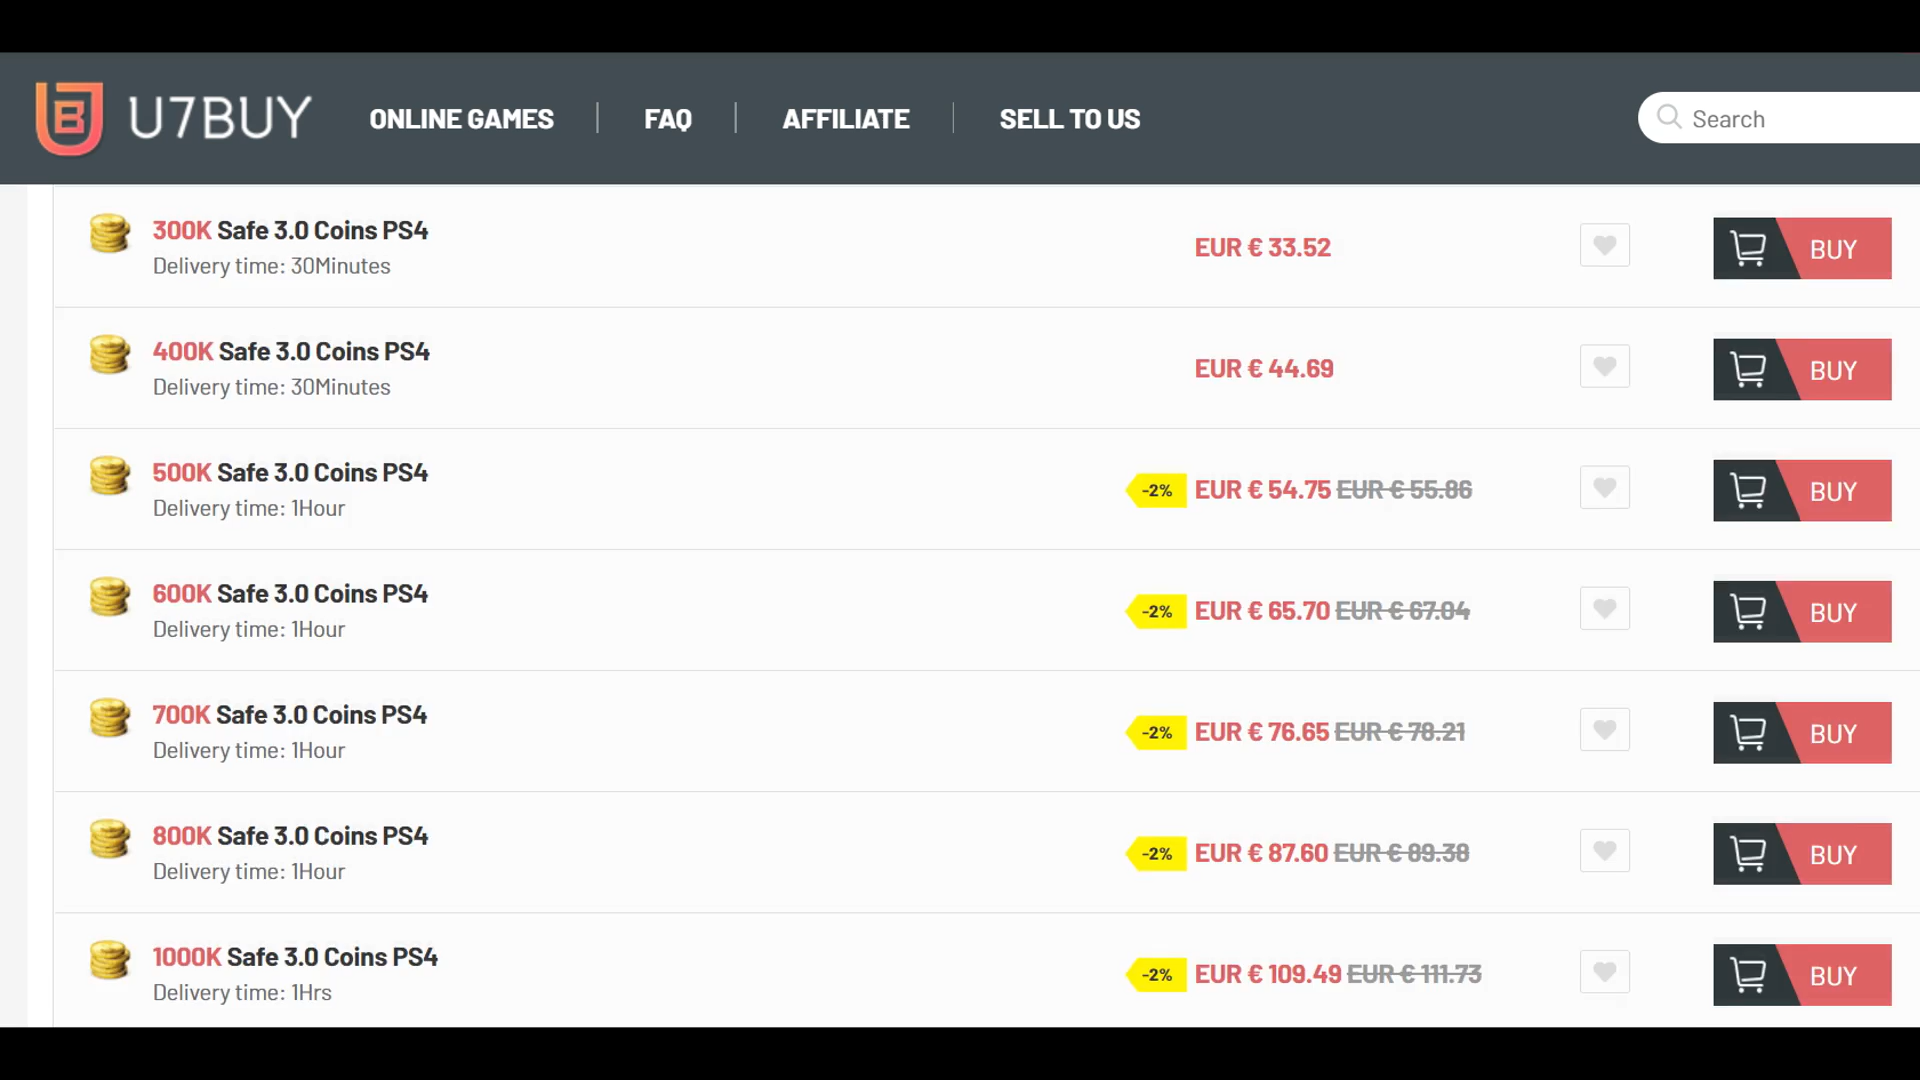 U7BUY ONLINE GAMES FAQ AFFILIATE SELL TO US Search
300K Safe 3.0 Coins PS4
Delivery time: 30Minutes
EUR € 33.52 BUY
400K Safe 3.0 Coins PS4
Delivery time: 30Minutes
EUR € 44.69 BUY
500K Safe 3.0 Coins PS4
Delivery time: 1Hour
-2% EUR € 54.75 EUR € 55.86 BUY
600K Safe 3.0 Coins PS4
Delivery time: 1Hour
-2% EUR € 65.70 EUR € 67.04 BUY
700K Safe 3.0 Coins PS4
Delivery time: 1Hour
-2% EUR € 76.65 EUR € 78.21 BUY
800K Safe 3.0 Coins PS4
Delivery time: 1Hour
-2% EUR € 87.60 EUR € 89.38 BUY
1000K Safe 3.0 Coins PS4
Delivery time: 1Hrs
-2% EUR € 109.49 EUR € 111.73 BUY